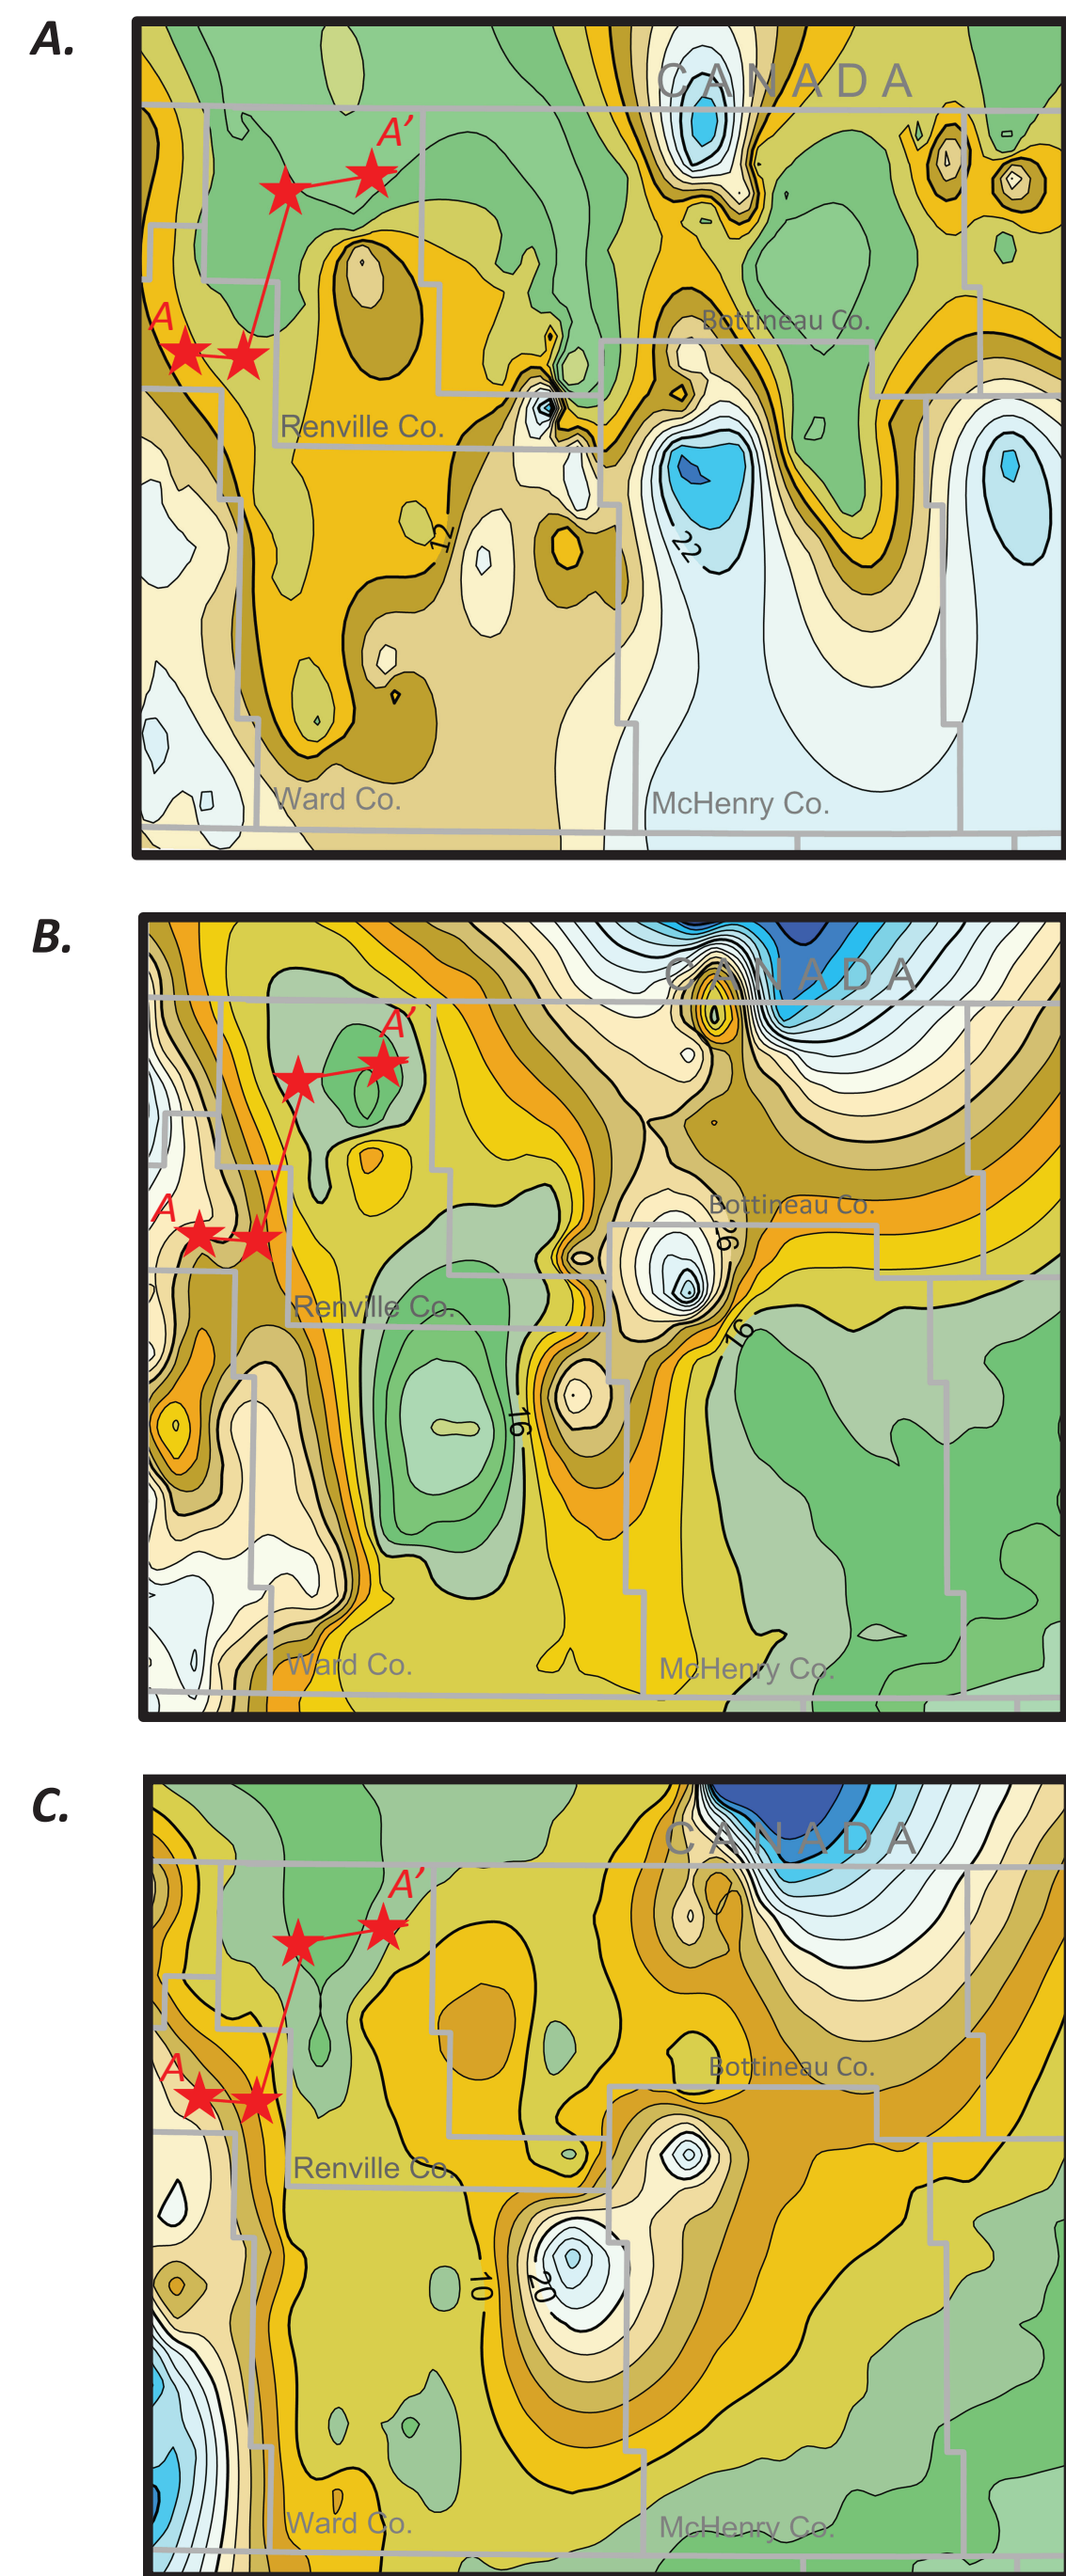 A.
CANADA
A’
Bottineau Co.
A
Renville Co.
12
22
Ward Co.
McHenry Co.
B.
CANADA
A’
Bottineau Co.
A
26
Renville Co.
16
16
Ward Co.
McHenry Co.
C.
CANADA
A’
Bottineau Co.
A
Renville Co.
10
20
Ward Co.
McHenry Co.